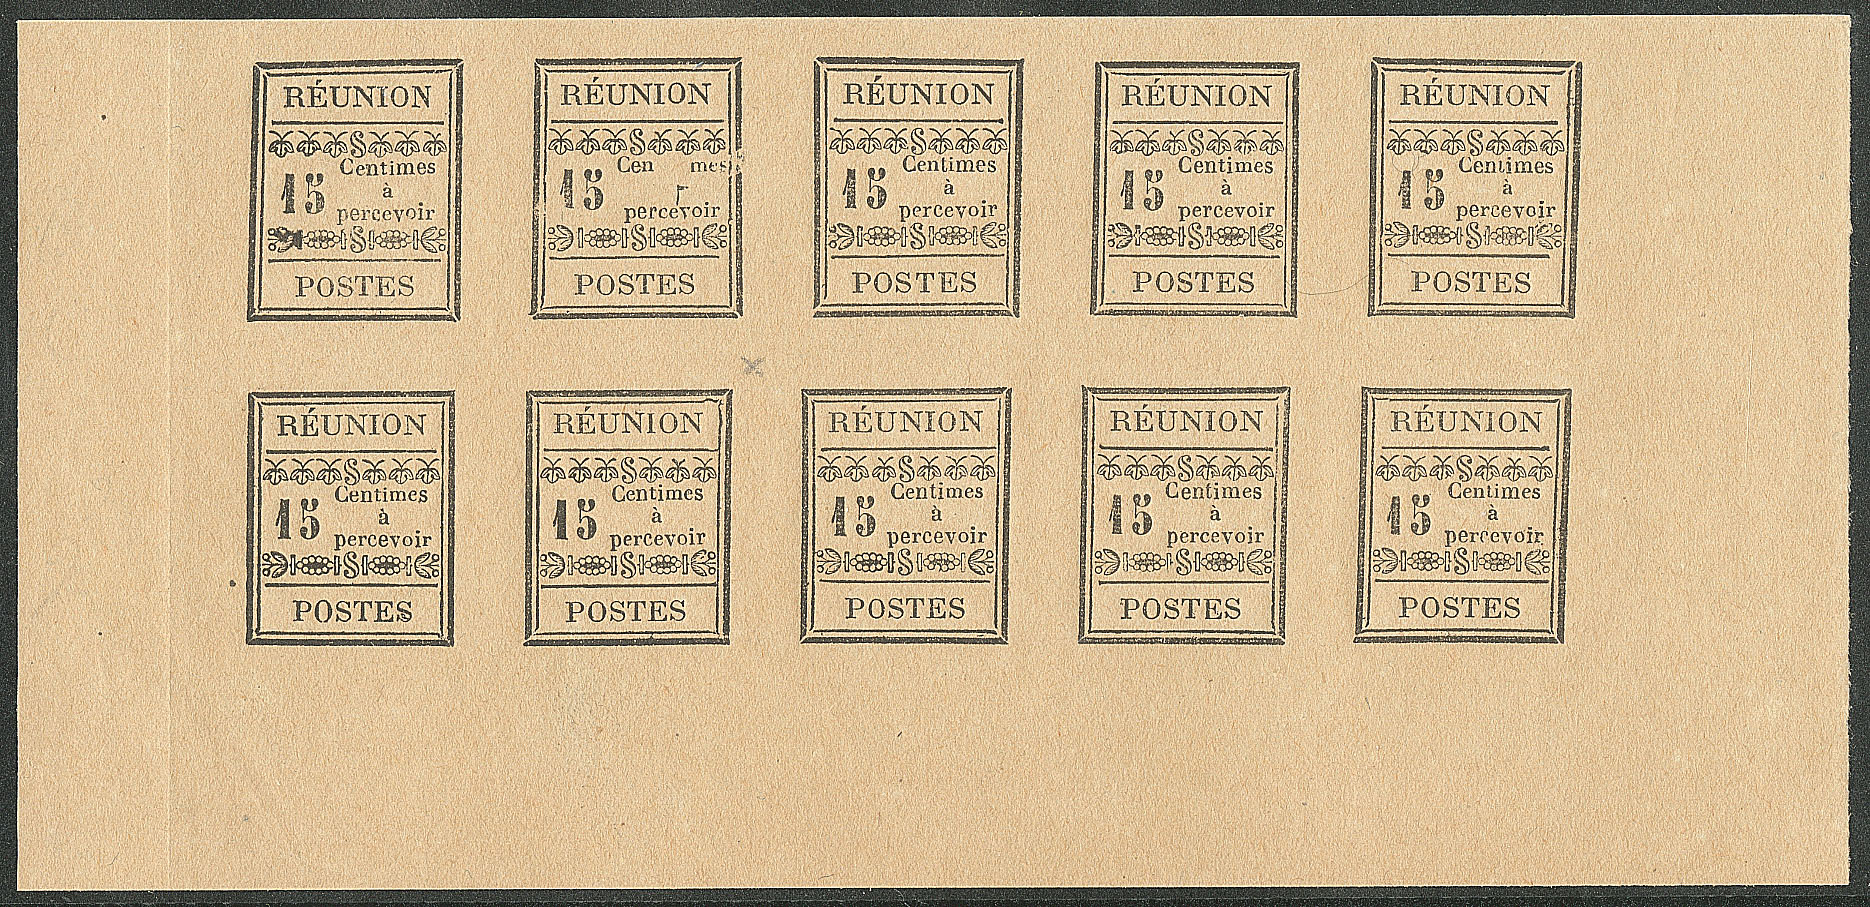 RÉUNION
15 Centimes
à
percevoir
POSTES
RÉUNION
15 Cen mes
percevoir
POSTES
RÉUNION
15 Centimes
à
percevoir
POSTES
RÉUNION
15 Centimes
à
percevoir
POSTES
RÉUNION
15 Centimes
à
percevoir
POSTES
RÉUNION
15 Centimes
à
percevoir
POSTES
RÉUNION
15 Centimes
à
percevoir
POSTES
RÉUNION
15 Centimes
à
percevoir
POSTES
RÉUNION
15 Centimes
à
percevoir
POSTES
RÉUNION
15 Centimes
à
percevoir
POSTES